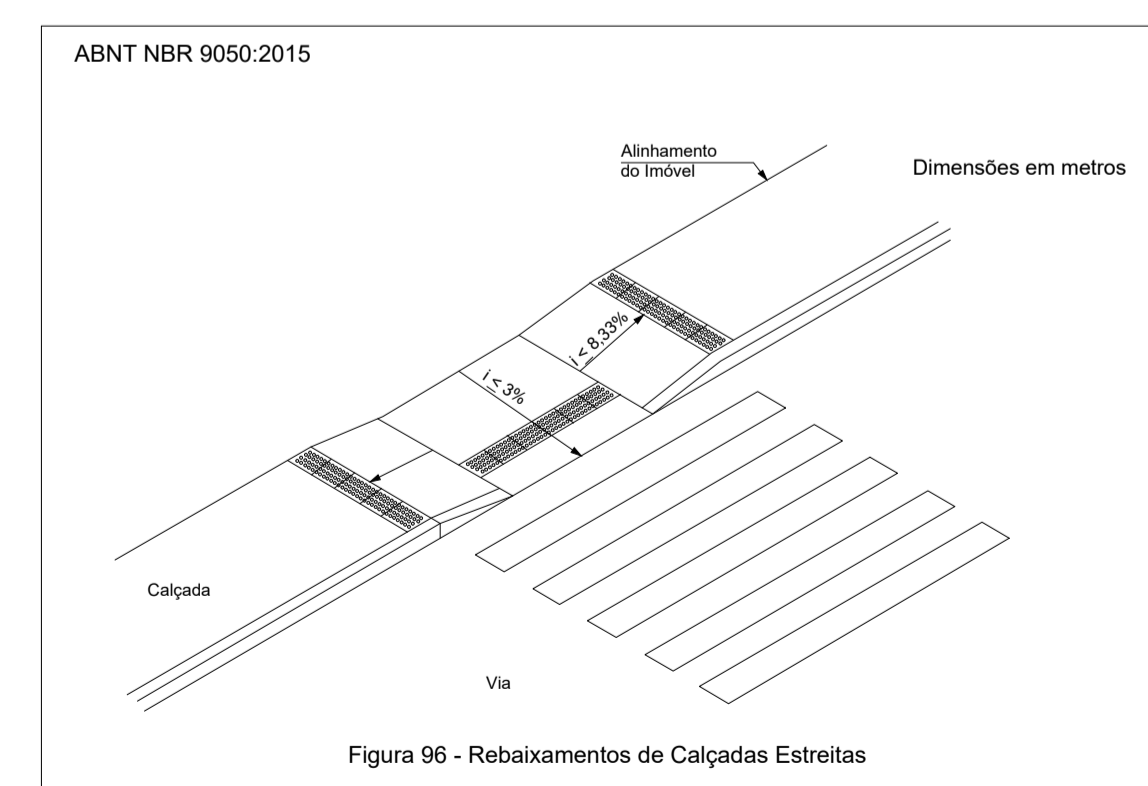 ABNT NBR 9050:2015
Alinhamento
do Imóvel
Dimensões em metros
i ≤ 8,33%
i ≤ 3%
Calçada
Via
Figura 96 - Rebaixamentos de Calçadas Estreitas